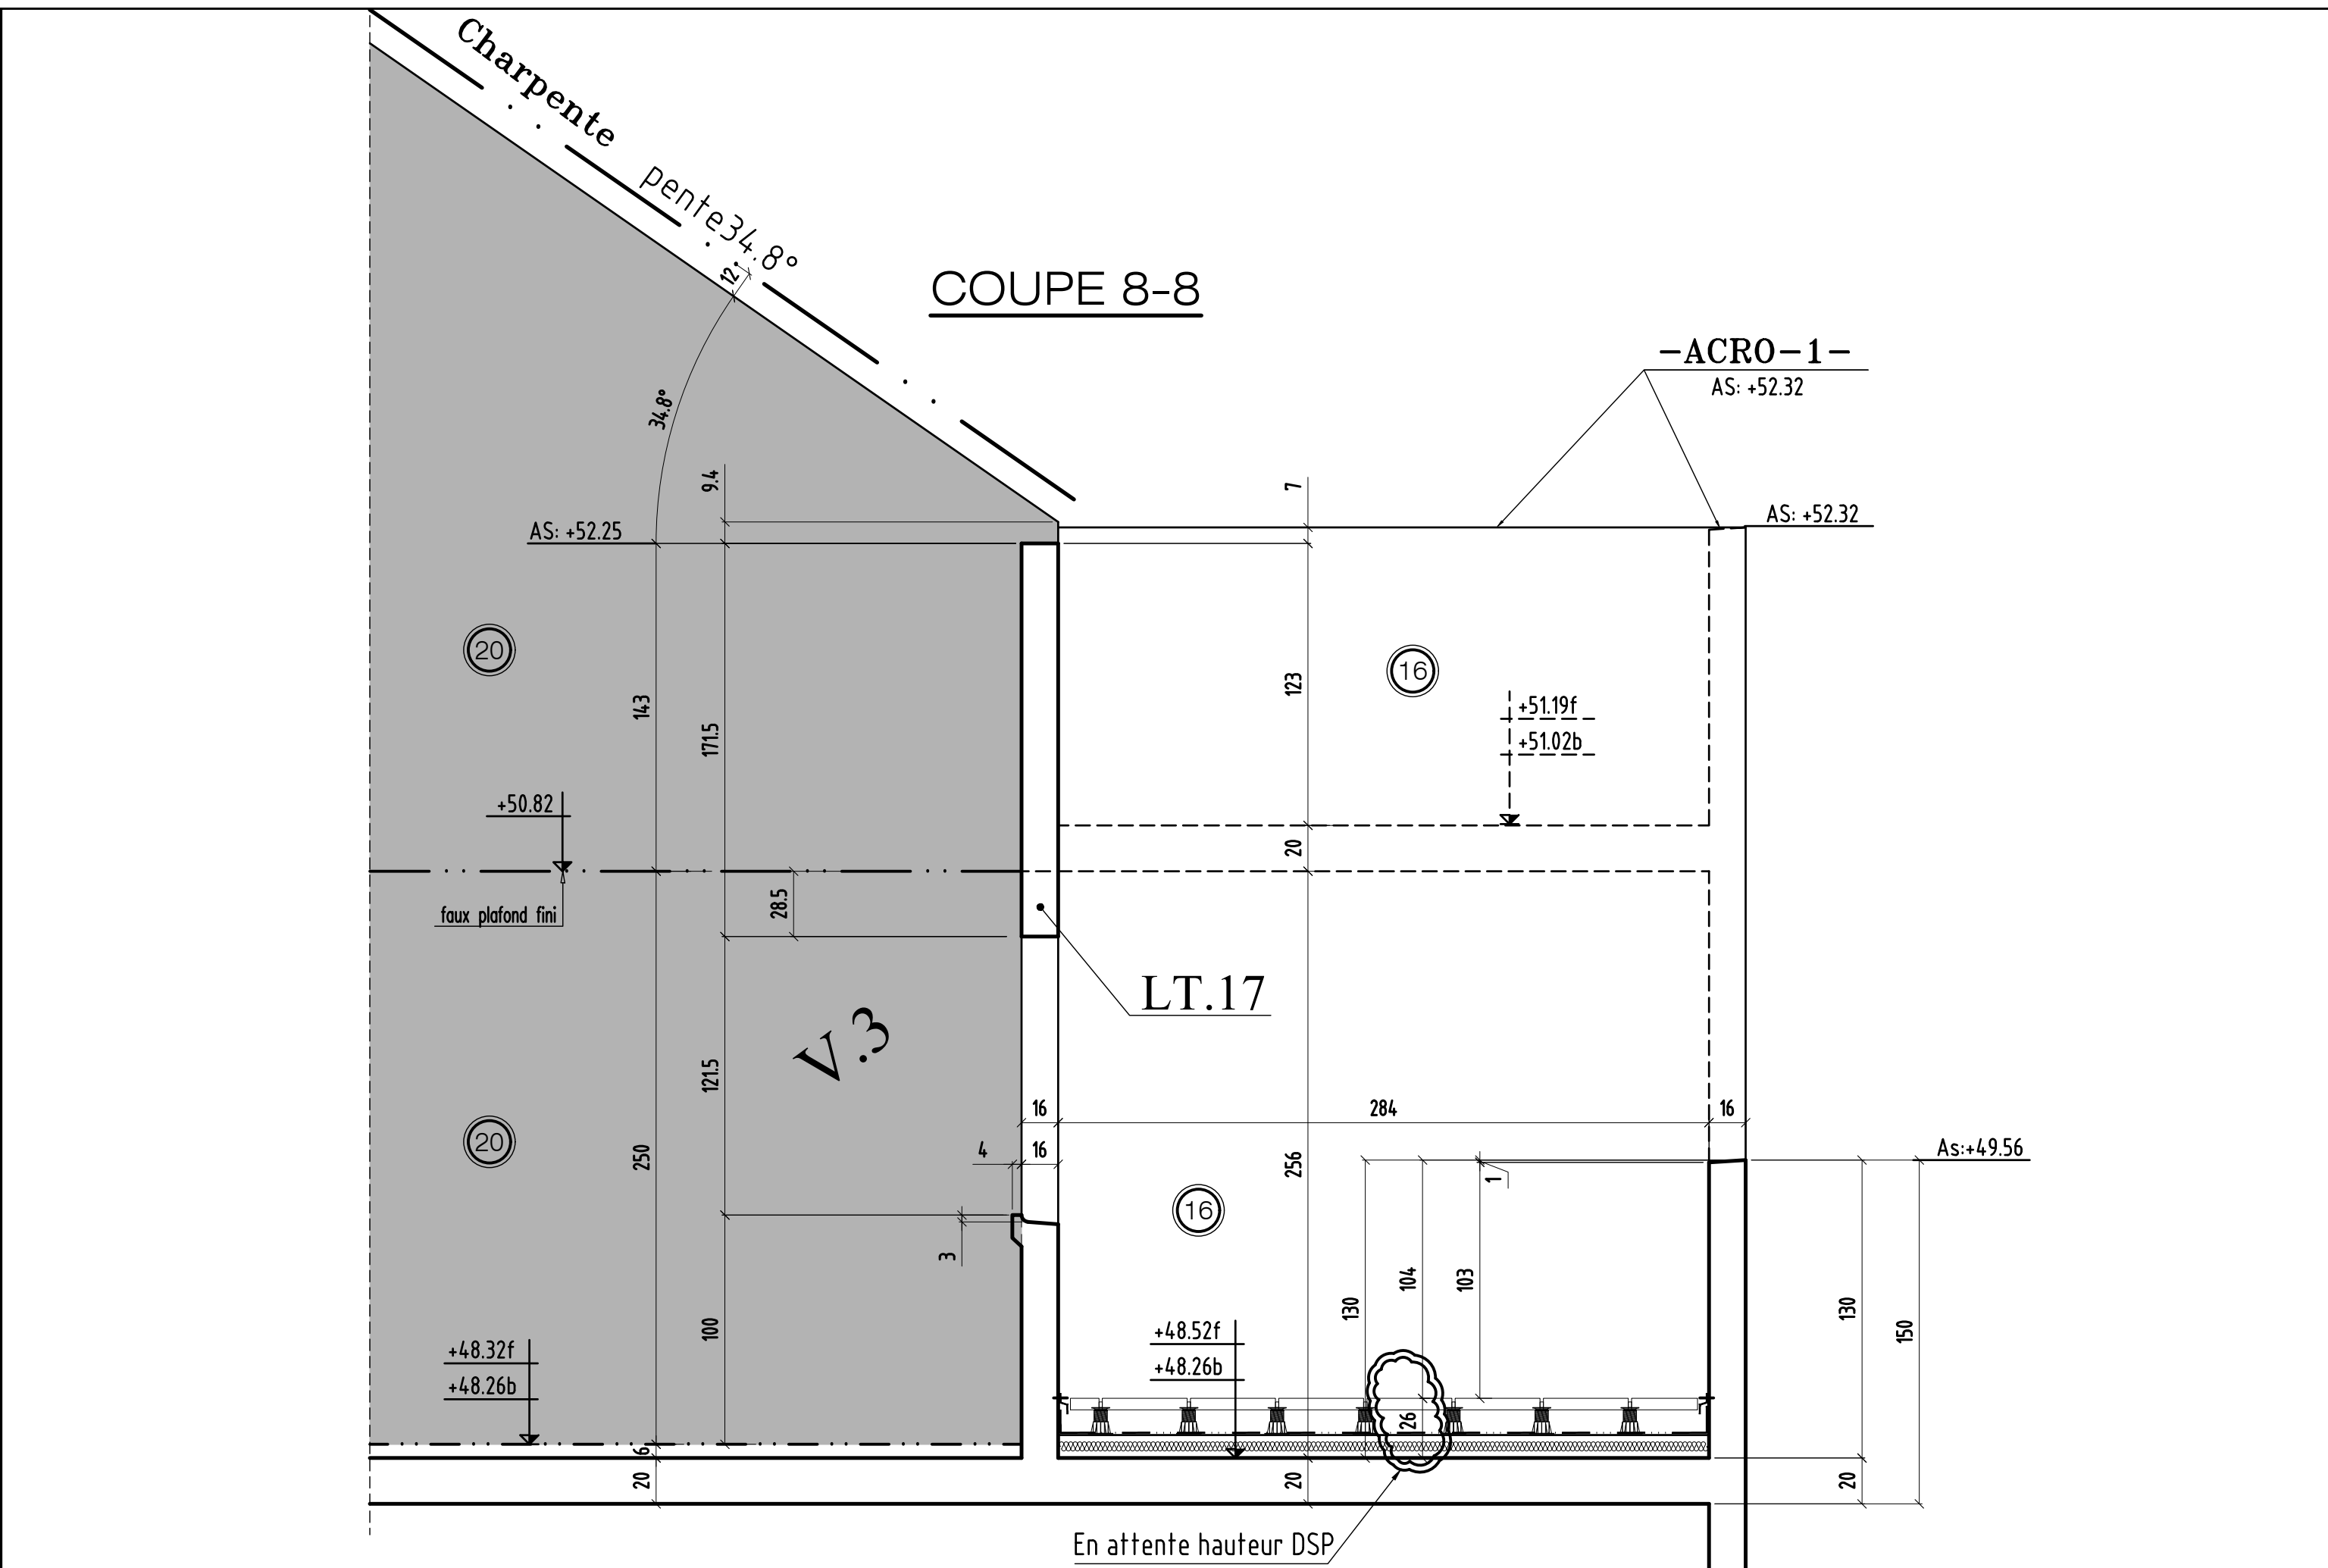 Charpente
pente34.8°
12
COUPE 8-8
-ACRO-1-
AS: +52.32
34.8°
9.4
7
AS: +52.25
AS: +52.32
20
16
143
171.5
123
+51.19f
+51.02b
+50.82
20
faux plafond fini
28.5
LT.17
V.3
121.5
16
284
16
20
250
4
16
256
As:+49.56
1
16
3
104
103
130
130
150
100
+48.32f
+48.26b
+48.52f
+48.26b
26
6
20
20
20
En attente hauteur DSP